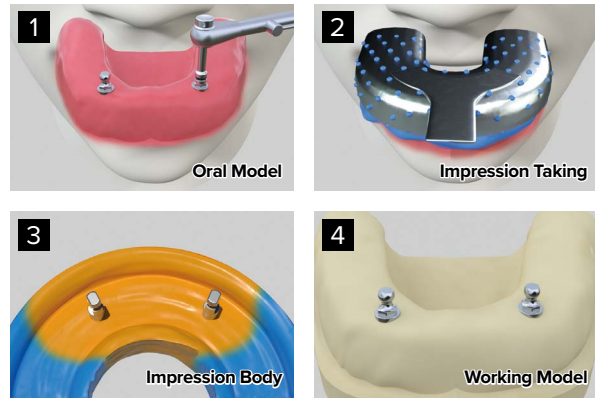 1
Oral Model
2
Impression Taking
3
Impression Body
4
Working Model